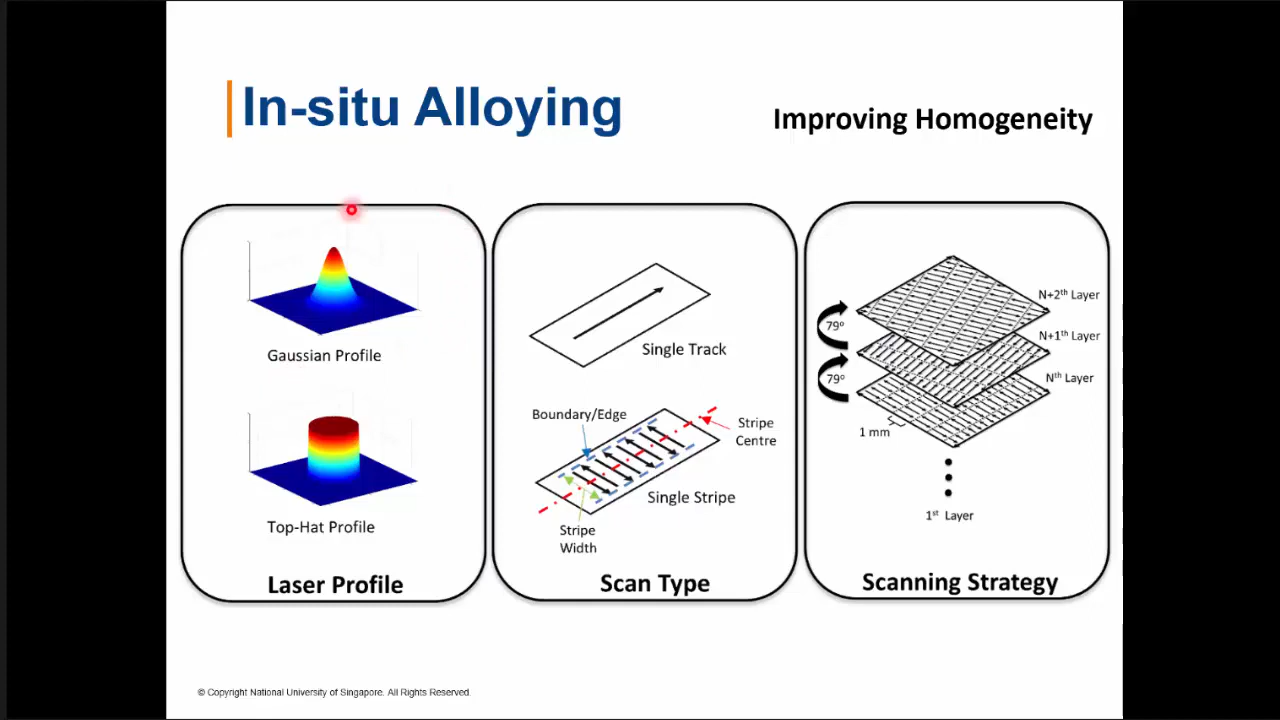 In-situ Alloying
Improving Homogeneity
Gaussian Profile
Top-Hat Profile
Laser Profile
Single Track
Boundary/Edge
Stripe
Centre
Single Stripe
Stripe
Width
Scan Type
N+2th Layer
79o
N+1th Layer
79o
Nth Layer
1 mm
1st Layer
Scanning Strategy
© Copyright National University of Singapore. All Rights Reserved.